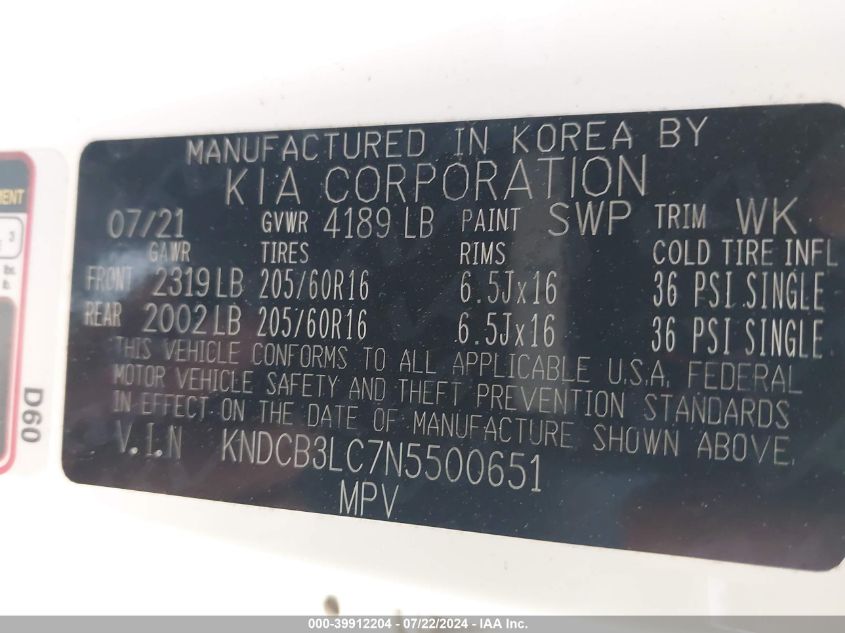 MANUFACTURED IN KOREA BY
KIA CORPORATION
07/21 GVWR 4189 LB PAINT SWP TRIM WK
GAWR TIRES RIMS COLD TIRE INFL
FRONT 2319 LB 205/60R16 6.5Jx16 36 PSI SINGLE
REAR 2002 LB 205/60R16 6.5Jx16 36 PSI SINGLE
THIS VEHICLE CONFORMS TO ALL APPLICABLE U.S.A. FEDERAL
MOTOR VEHICLE SAFETY AND THEFT PREVENTION STANDARDS
IN EFFECT ON THE DATE OF MANUFACTURE SHOWN ABOVE.
V.I.N KNDCB3LC7N5500651
MPV
D60
000-39912204 - 07/22/2024 - IAA Inc.